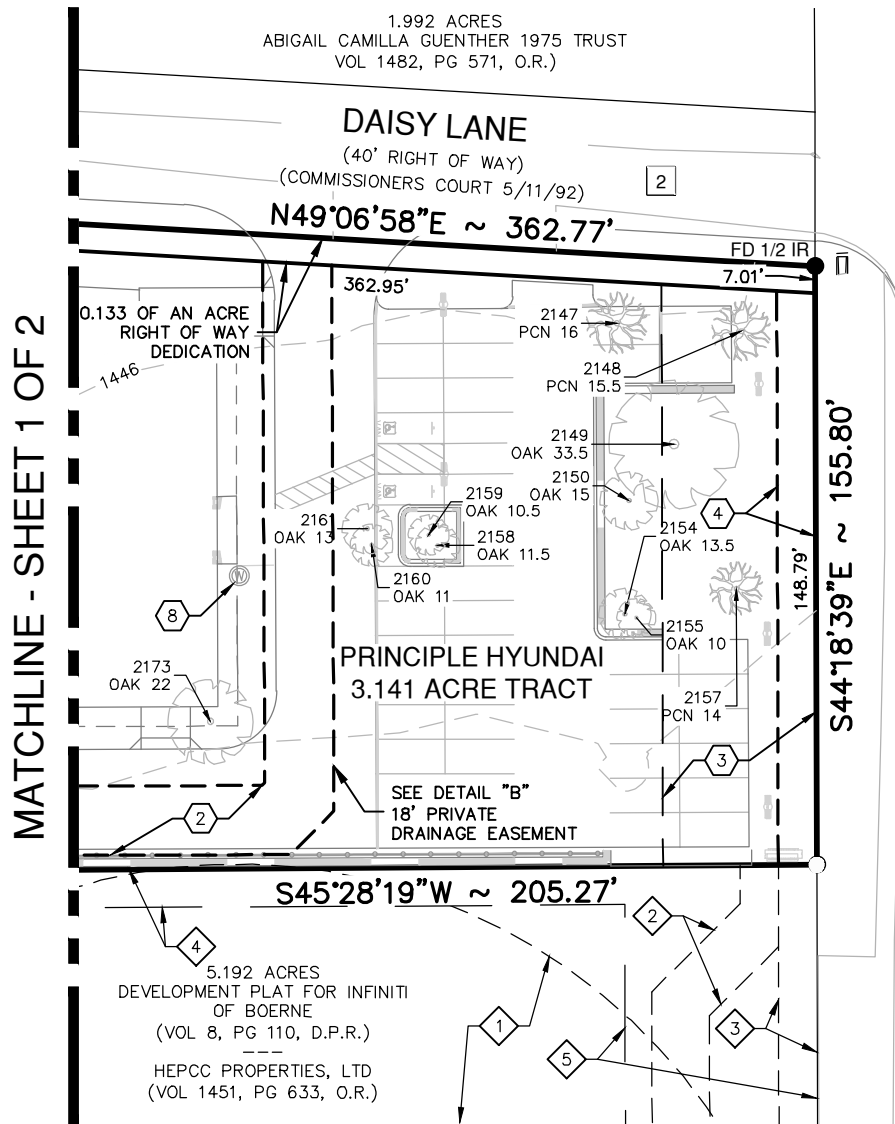 1.992 ACRES
ABIGAIL CAMILLA GUENTHER 1975 TRUST
VOL 1482, PG 571, O.R.)
DAISY LANE
(40' RIGHT OF WAY)
(COMMISSIONERS COURT 5/11/92)
2
N49°06'58"E ~ 362.77'
FD 1/2 IR
7.01'
362.95'
0.133 OF AN ACRE
RIGHT OF WAY
DEDICATION
1446
MATCHLINE - SHEET 1 OF 2
2147
PCN 16
2148
PCN 15.5
2149
OAK 33.5
2150
OAK 15
2159
OAK 10.5
2158
OAK 11.5
2161
OAK 13
2160
OAK 11
2154
OAK 13.5
2155
OAK 10
2157
PCN 14
2173
OAK 22
4
8
W
148.79'
S44°18'39"E ~ 155.80'
PRINCIPLE HYUNDAI
3.141 ACRE TRACT
3
2
SEE DETAIL "B"
18' PRIVATE
DRAINAGE EASEMENT
S45°28'19"W ~ 205.27'
4
2
1
3
5
5.192 ACRES
DEVELOPMENT PLAT FOR INFINITI
OF BOERNE
(VOL 8, PG 110, D.P.R.)
---
HEPCC PROPERTIES, LTD
(VOL 1451, PG 633, O.R.)